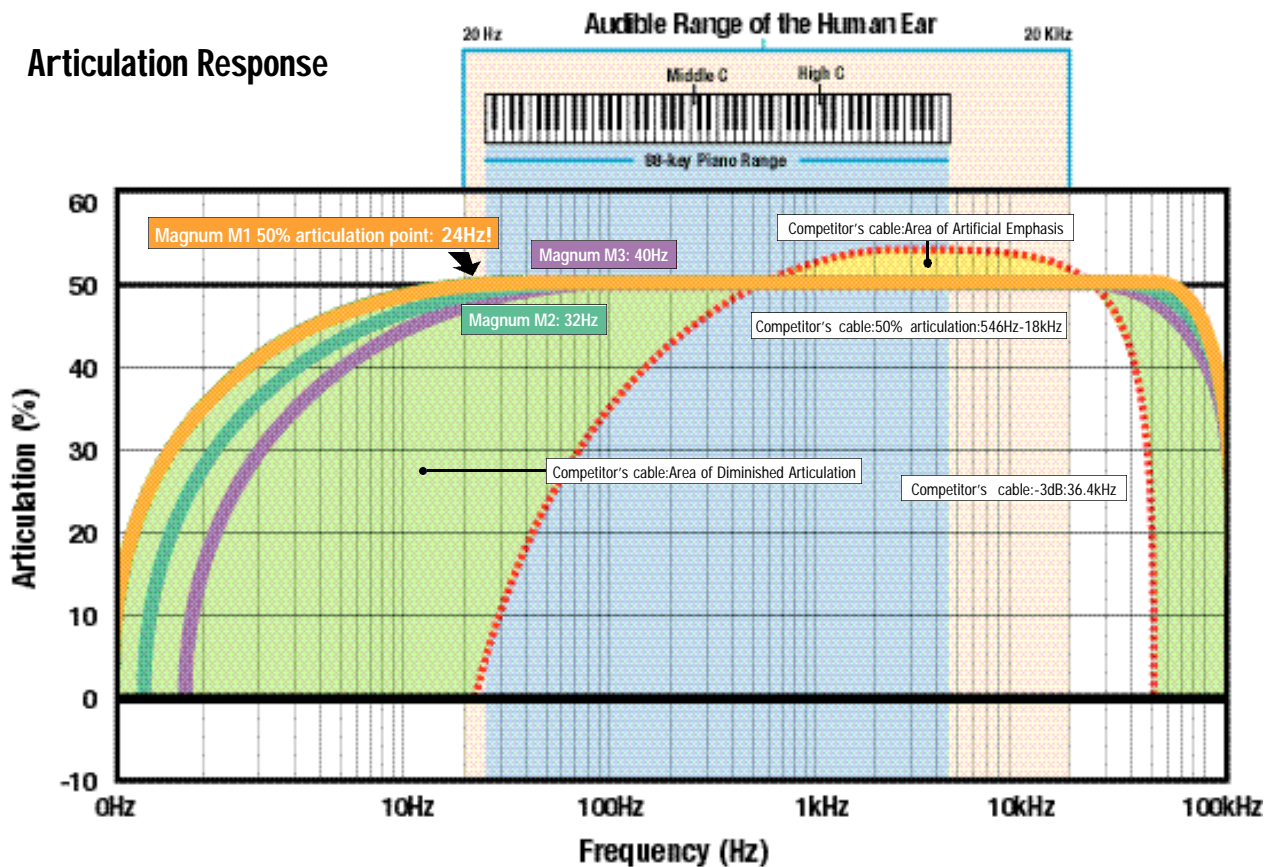 Audible Range of the Human Ear
20 Hz
20 KHz
Articulation Response
Middle C
High C
88-key Piano Range
60
50
40
30
20
10
0
-10
Articulation (%)
Magnum M1 50% articulation point: 24Hz!
Magnum M3: 40Hz
Magnum M2: 32Hz
Competitor's cable:Area of Artificial Emphasis
Competitor's cable:50% articulation:546Hz-18kHz
Competitor's cable:Area of Diminished Articulation
Competitor's cable:-3dB:36.4kHz
0Hz
10Hz
100Hz
1kHz
10kHz
100kHz
Frequency (Hz)